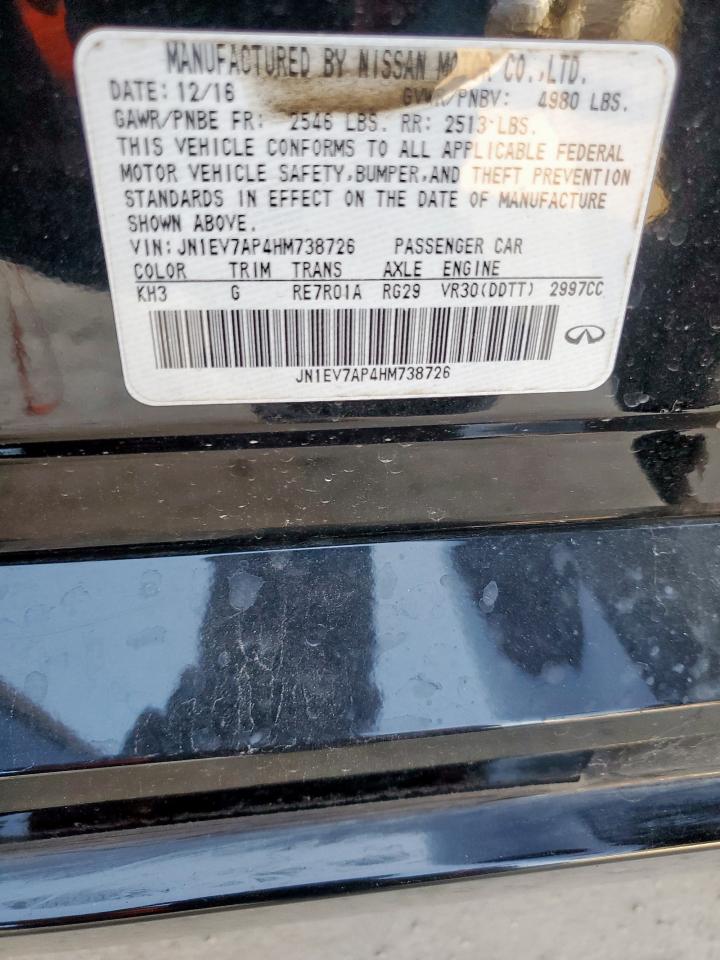 MANUFACTURED BY NISSAN MOTOR CO.,LTD.
DATE: 12/16 GVWR/PNBV: 4980 LBS.
GAWR/PNBE FR: 2546 LBS. RR: 2513 LBS.
THIS VEHICLE CONFORMS TO ALL APPLICABLE FEDERAL
MOTOR VEHICLE SAFETY,BUMPER,AND THEFT PREVENTION
STANDARDS IN EFFECT ON THE DATE OF MANUFACTURE
SHOWN ABOVE.
VIN: JN1EV7AP4HM738726 PASSENGER CAR
COLOR TRIM TRANS AXLE ENGINE
KH3 G RE7R01A RG29 VR30(DDTT) 2997CC
JN1EV7AP4HM738726